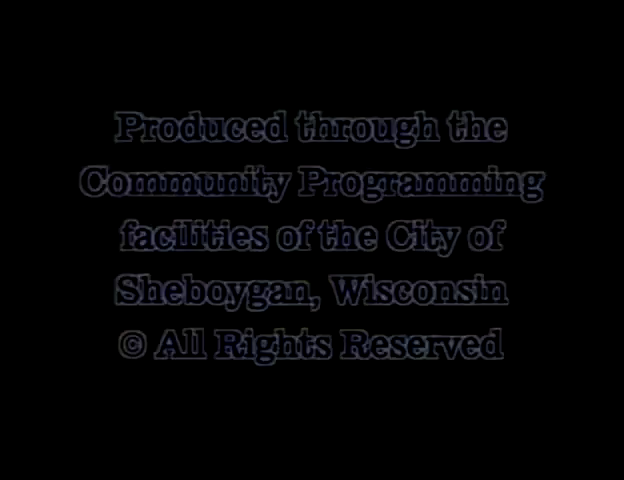 Produced through the
Community Programming
facilities of the City of
Sheboygan, Wisconsin
© All Rights Reserved